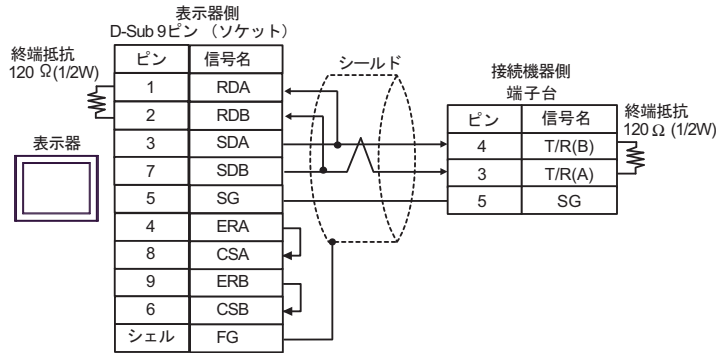 表示器側
D-Sub 9ピン （ソケット）
終端抵抗
120 Ω(1/2W)
表示器
ピン 信号名
1 RDA
2 RDB
3 SDA
7 SDB
5 SG
4 ERA
8 CSA
9 ERB
6 CSB
シェル FG
シールド
接続機器側
端子台
ピン 信号名
4 T/R(B)
3 T/R(A)
5 SG
終端抵抗
120 Ω (1/2W)